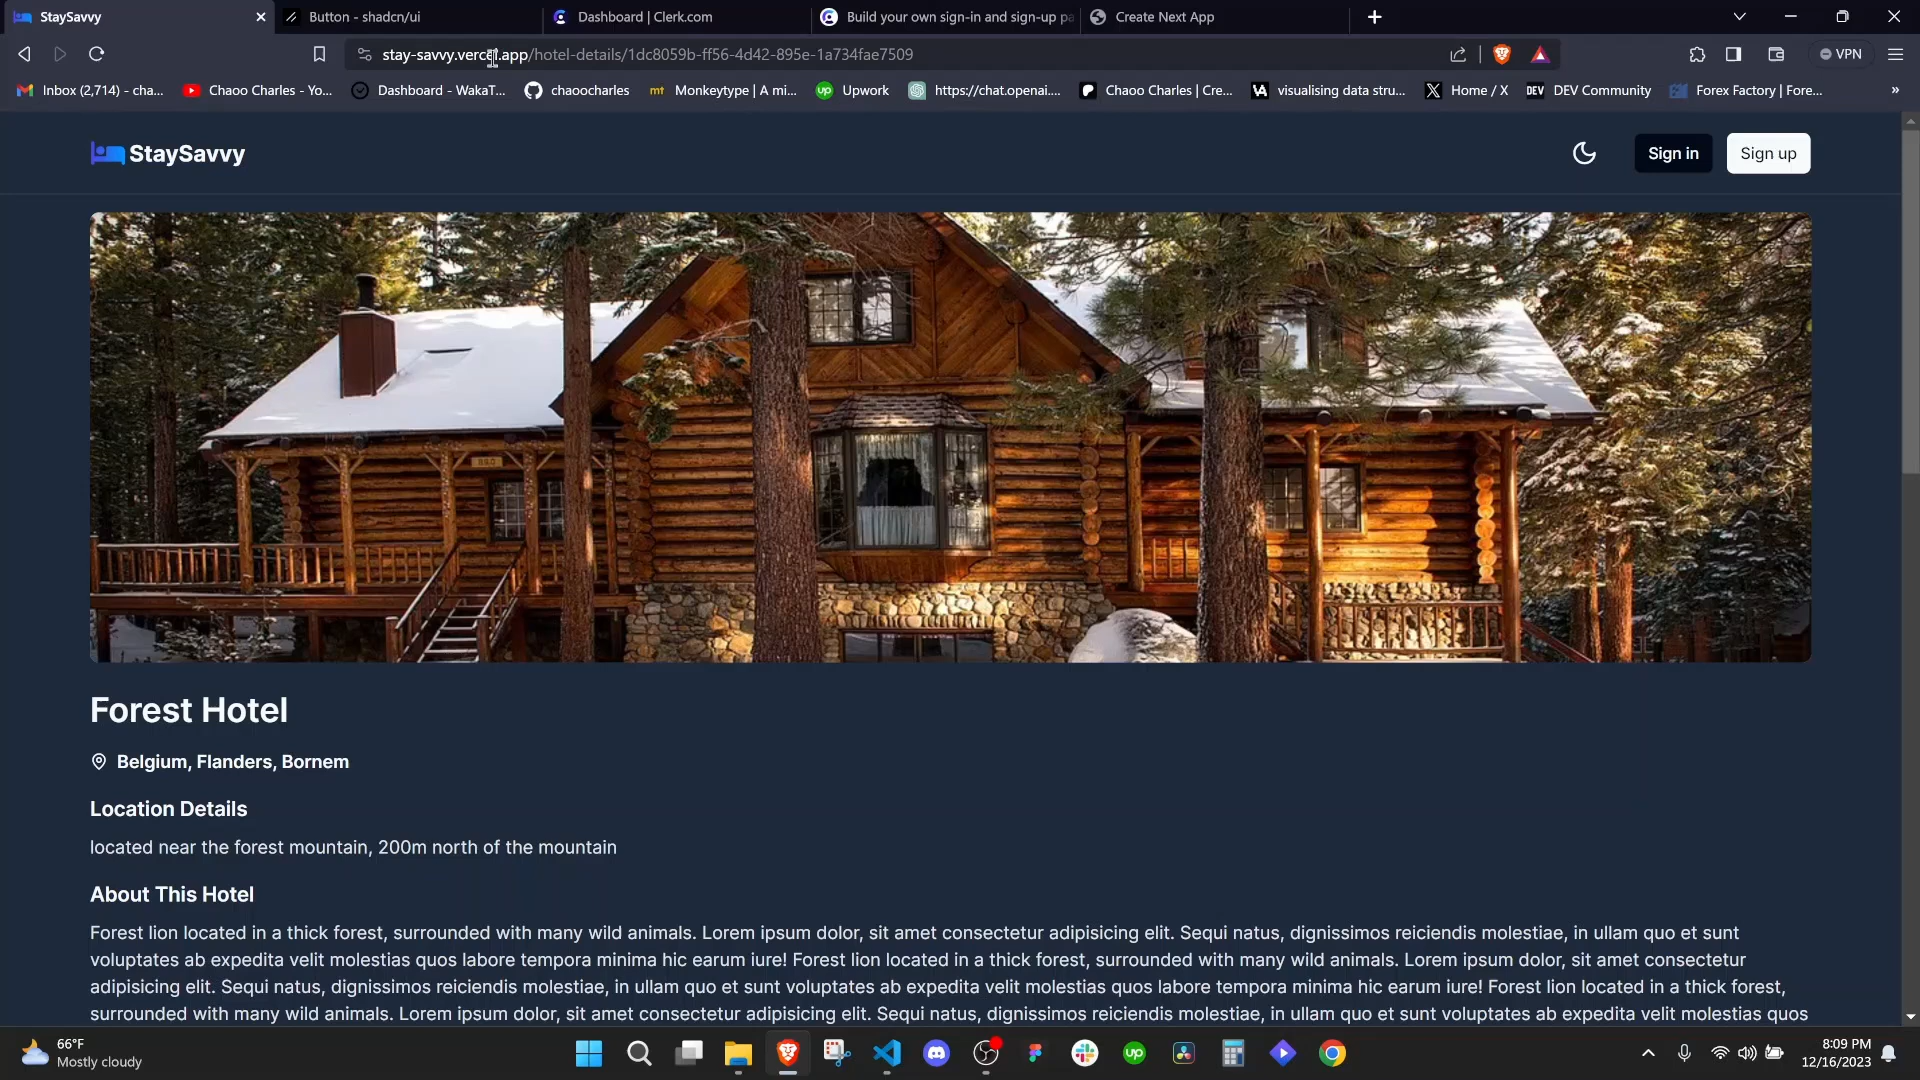 StaySavvy
Button - shadcn/ui
Dashboard | Clerk.com
Build your own sign-in and sign-up pa
Create Next App
stay-savvy.vercel.app/hotel-details/1dc8059b-ff56-4d42-895e-1a734fae7509
VPN
Inbox (2,714) - cha...
Chaoo Charles - Yo...
Dashboard - WakaT...
chaoocharles
mt Monkeytype | A mi...
up Upwork
https://chat.openai....
Chaoo Charles | Cre...
VA visualising data stru...
X Home / X
DEV DEV Community
Forex Factory | Fore...
»
StaySavvy
Sign in
Sign up
Forest Hotel
Belgium, Flanders, Bornem
Location Details
located near the forest mountain, 200m north of the mountain
About This Hotel
Forest lion located in a thick forest, surrounded with many wild animals. Lorem ipsum dolor, sit amet consectetur adipisicing elit. Sequi natus, dignissimos reiciendis molestiae, in ullam quo et sunt
voluptates ab expedita velit molestias quos labore tempora minima hic earum iure! Forest lion located in a thick forest, surrounded with many wild animals. Lorem ipsum dolor, sit amet consectetur
adipisicing elit. Sequi natus, dignissimos reiciendis molestiae, in ullam quo et sunt voluptates ab expedita velit molestias quos labore tempora minima hic earum iure! Forest lion located in a thick forest,
surrounded with many wild animals. Lorem ipsum dolor, sit amet consectetur adipisicing elit. Sequi natus, dignissimos reiciendis molestiae, in ullam quo et sunt voluptates ab expedita velit molestias quos
66°F
Mostly cloudy
up
8:09 PM
12/16/2023